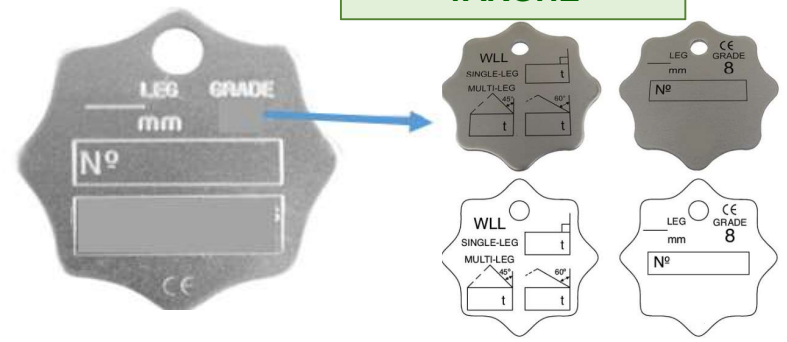 LEG GRADE
mm
Nº
CE
WLL
SINGLE-LEG t
MULTI-LEG
45° 60°
t t
CE
LEG GRADE
mm 8
Nº
WLL
SINGLE-LEG t
MULTI-LEG
45° 60°
t t
CE
LEG GRADE
mm 8
Nº